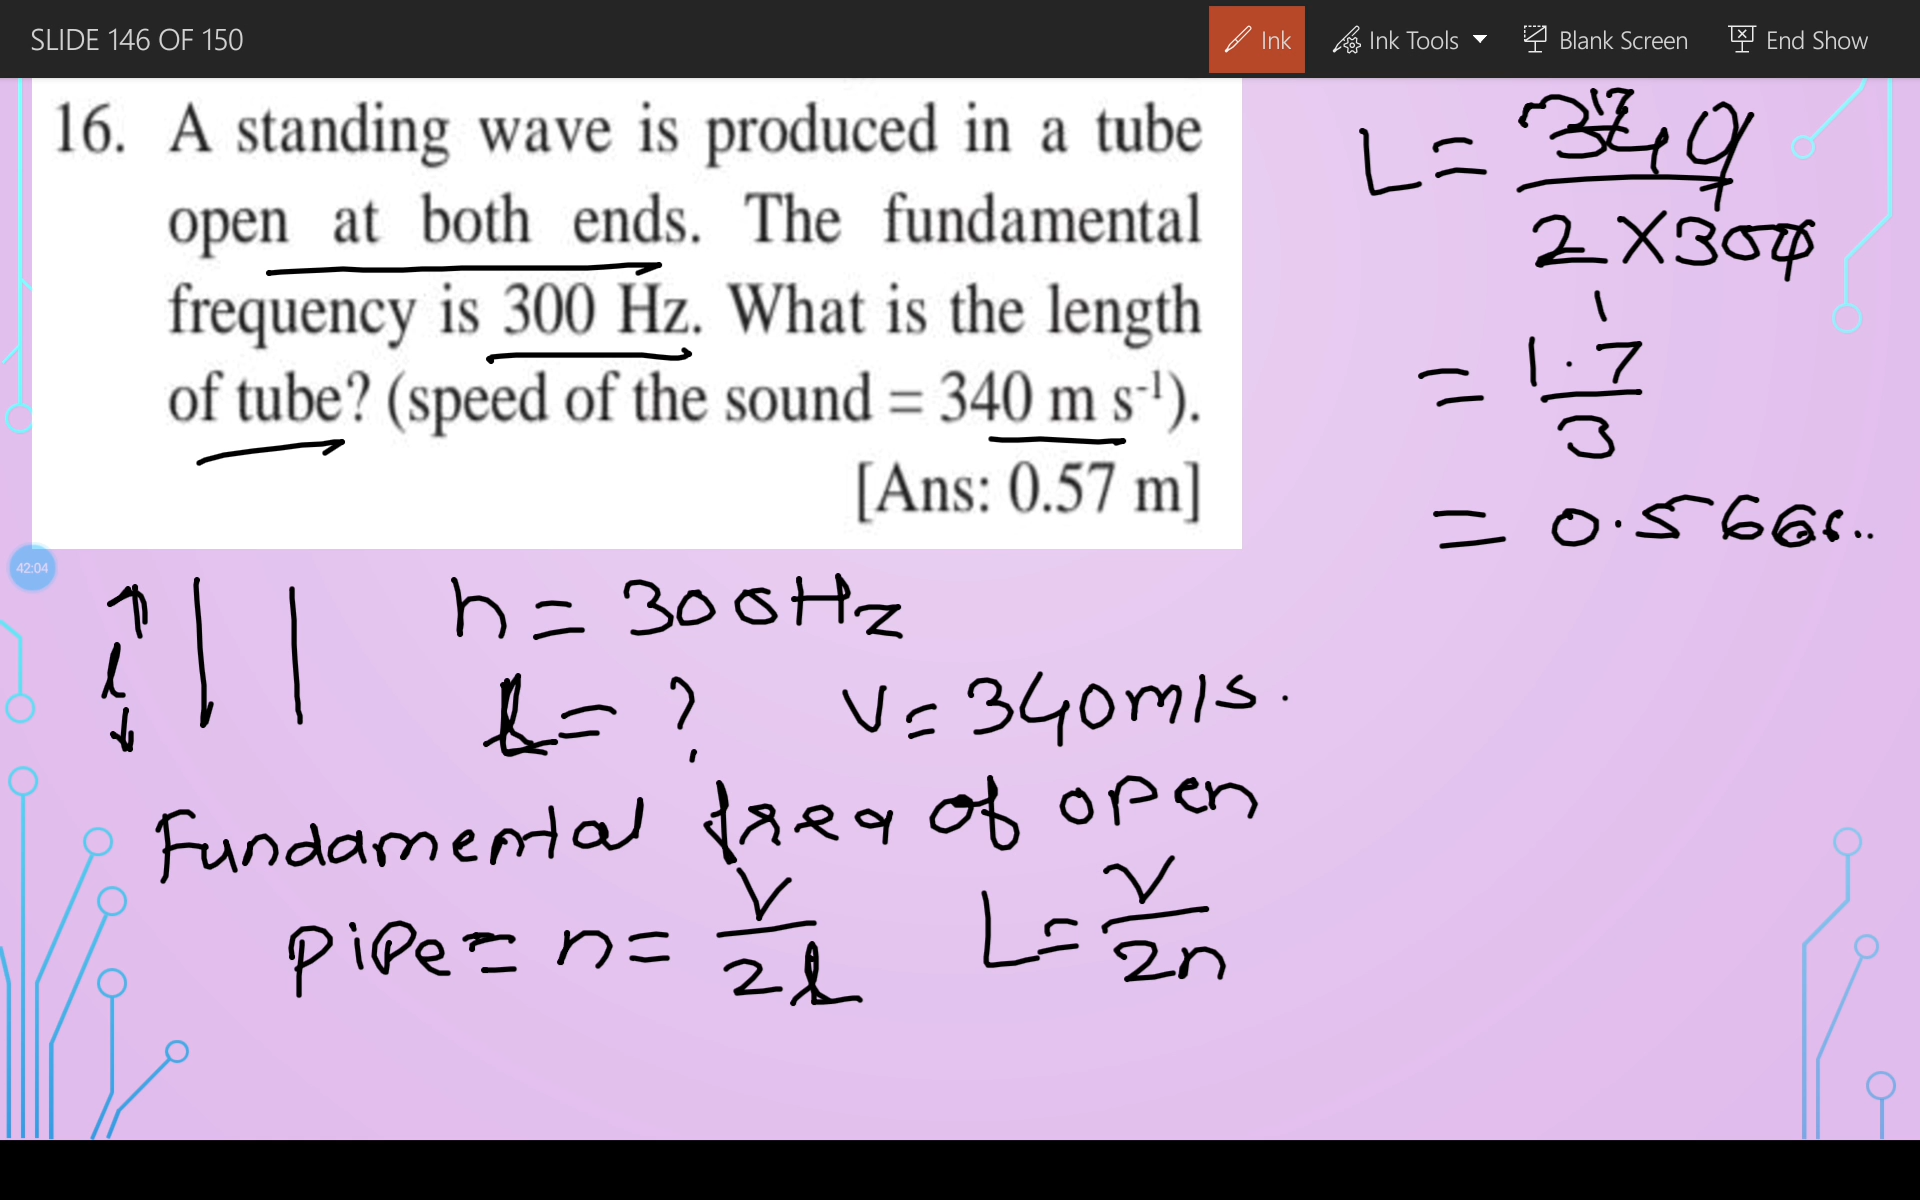 SLIDE 146 OF 150
Ink
Ink Tools
Blank Screen
End Show
16. A standing wave is produced in a tube
open at both ends. The fundamental
frequency is 300 Hz. What is the length
of tube? (speed of the sound = 340 m s⁻¹).
[Ans: 0.57 m]
42:04
l
n = 300Hz
L = ? v = 340m/s.
Fundamental freq of open
pipe = n = V/2l L = V/2n
L = 340/2×300
17
1
= 1.7/3
= 0.5666..